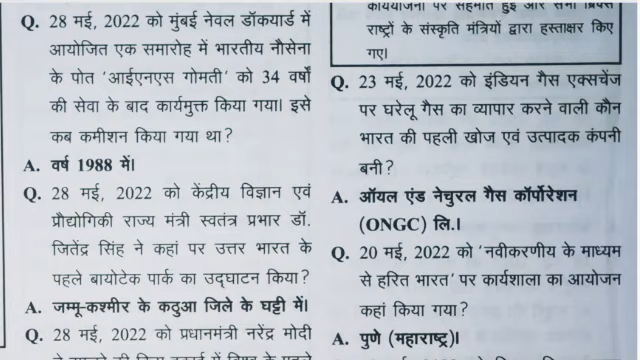 Q. 28 मई, 2022 को मुंबई नेवल डॉकयार्ड में
आयोजित एक समारोह में भारतीय नौसेना
के पोत 'आईएनएस गोमती' को 34 वर्षों
की सेवा के बाद कार्यमुक्त किया गया। इसे
कब कमीशन किया गया था?
A. वर्ष 1988 में।
Q. 28 मई, 2022 को केंद्रीय विज्ञान एवं
प्रौद्योगिकी राज्य मंत्री स्वतंत्र प्रभार डॉ.
जितेंद्र सिंह ने कहां पर उत्तर भारत के
पहले बायोटेक पार्क का उद्घाटन किया?
A. जम्मू-कश्मीर के कठुआ जिले के घट्टी में।
Q. 28 मई, 2022 को प्रधानमंत्री नरेंद्र मोदी
पर सहमति हुई और
राष्ट्रों के संस्कृति मंत्रियों द्वारा हस्ताक्षर किए
गए।
Q. 23 मई, 2022 को इंडियन गैस एक्सचेंज
पर घरेलू गैस का व्यापार करने वाली कौन
भारत की पहली खोज एवं उत्पादक कंपनी
बनी?
A. ऑयल एंड नेचुरल गैस कॉर्पोरेशन
(ONGC) लि.।
Q. 20 मई, 2022 को 'नवीकरणीय के माध्यम
से हरित भारत' पर कार्यशाला का आयोजन
कहां किया गया?
A. पुणे (महाराष्ट्र)।